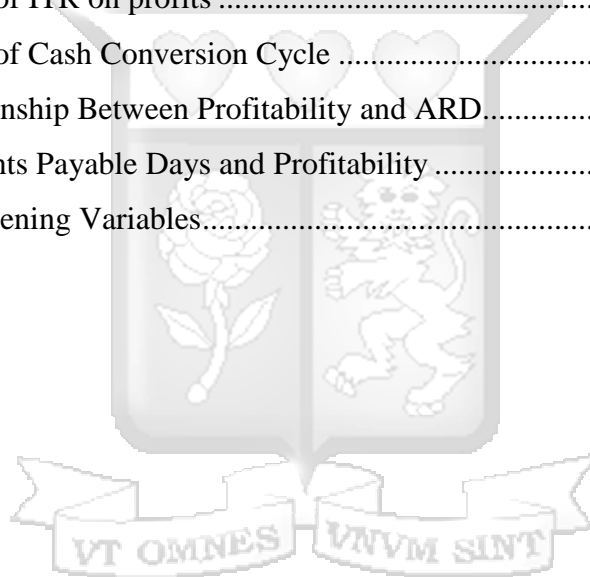 of ITR on profits ..............................................
of Cash Conversion Cycle ................................
nship Between Profitability and ARD..............
nts Payable Days and Profitability ....................
ening Variables.................................................
VT OMNES VNVM SINT